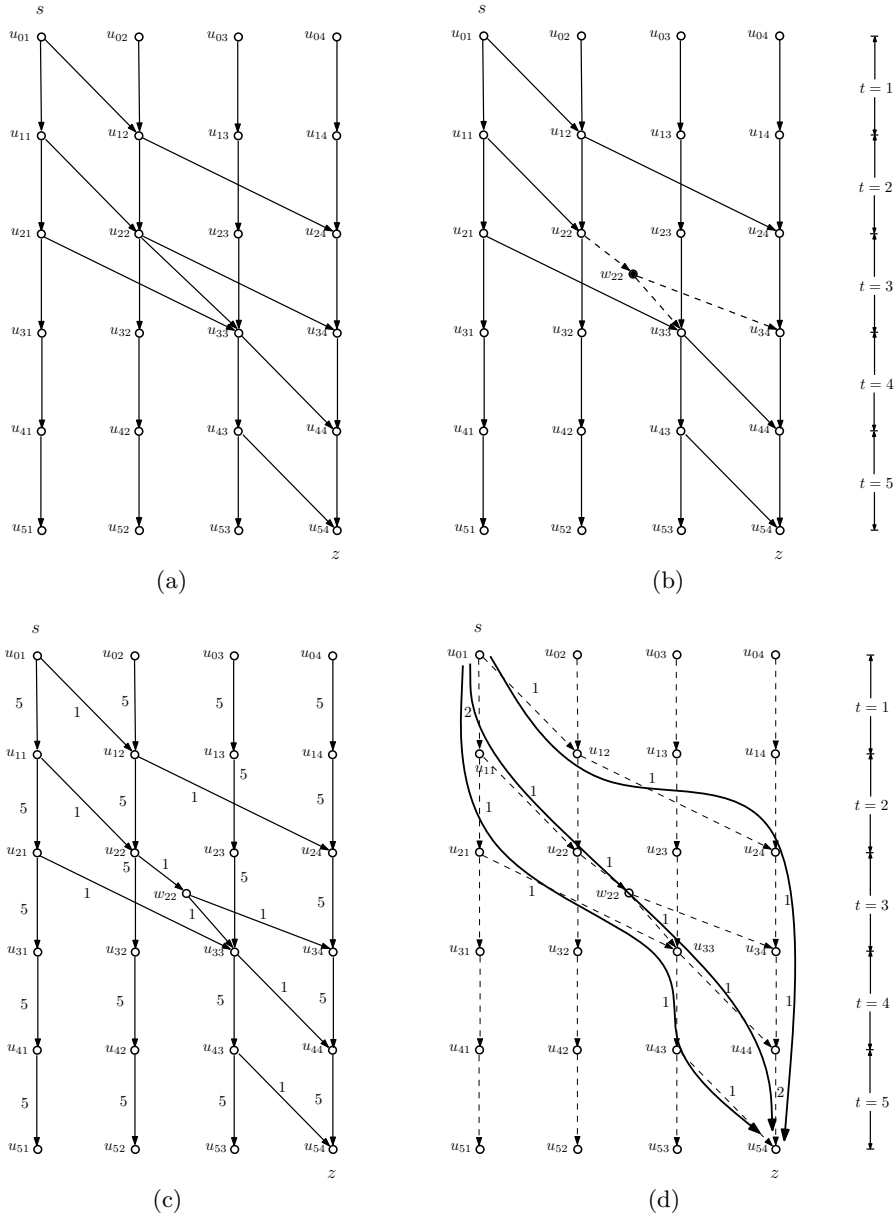 s
u01 u02 u03 u04
u11 u12 u13 u14
u21 u22 u23 u24
u31 u32 u33 u34
u41 u42 u43 u44
u51 u52 u53 u54
z
(a)
s
u01 u02 u03 u04
t = 1
u11 u12 u13 u14
t = 2
u21 u22 u23 u24
w22
t = 3
u31 u32 u33 u34
t = 4
u41 u42 u43 u44
t = 5
u51 u52 u53 u54
z
(b)
s
u01 u02 u03 u04
5 1 5 5 5
u11 u12 u13 u14
5
5 1 5 1 5
u21 u22 u23 u24
5 1 5
w22
5 1 1 1 5
u31 u32 u33 u34
5 5 5 1 5
u41 u42 u43 u44
5 5 5 1 5
u51 u52 u53 u54
z
(c)
s
u01 u02 u03 u04
1
2
t = 1
u11 u12 u13 u14
1
1
t = 2
u21 u22 u23 u24
1
1 w22 1
1
t = 3
u31 u32 u33 u34
1 1 1
t = 4
u41 u42 u43 u44
1 2
t = 5
u51 u52 u53 u54
z
(d)